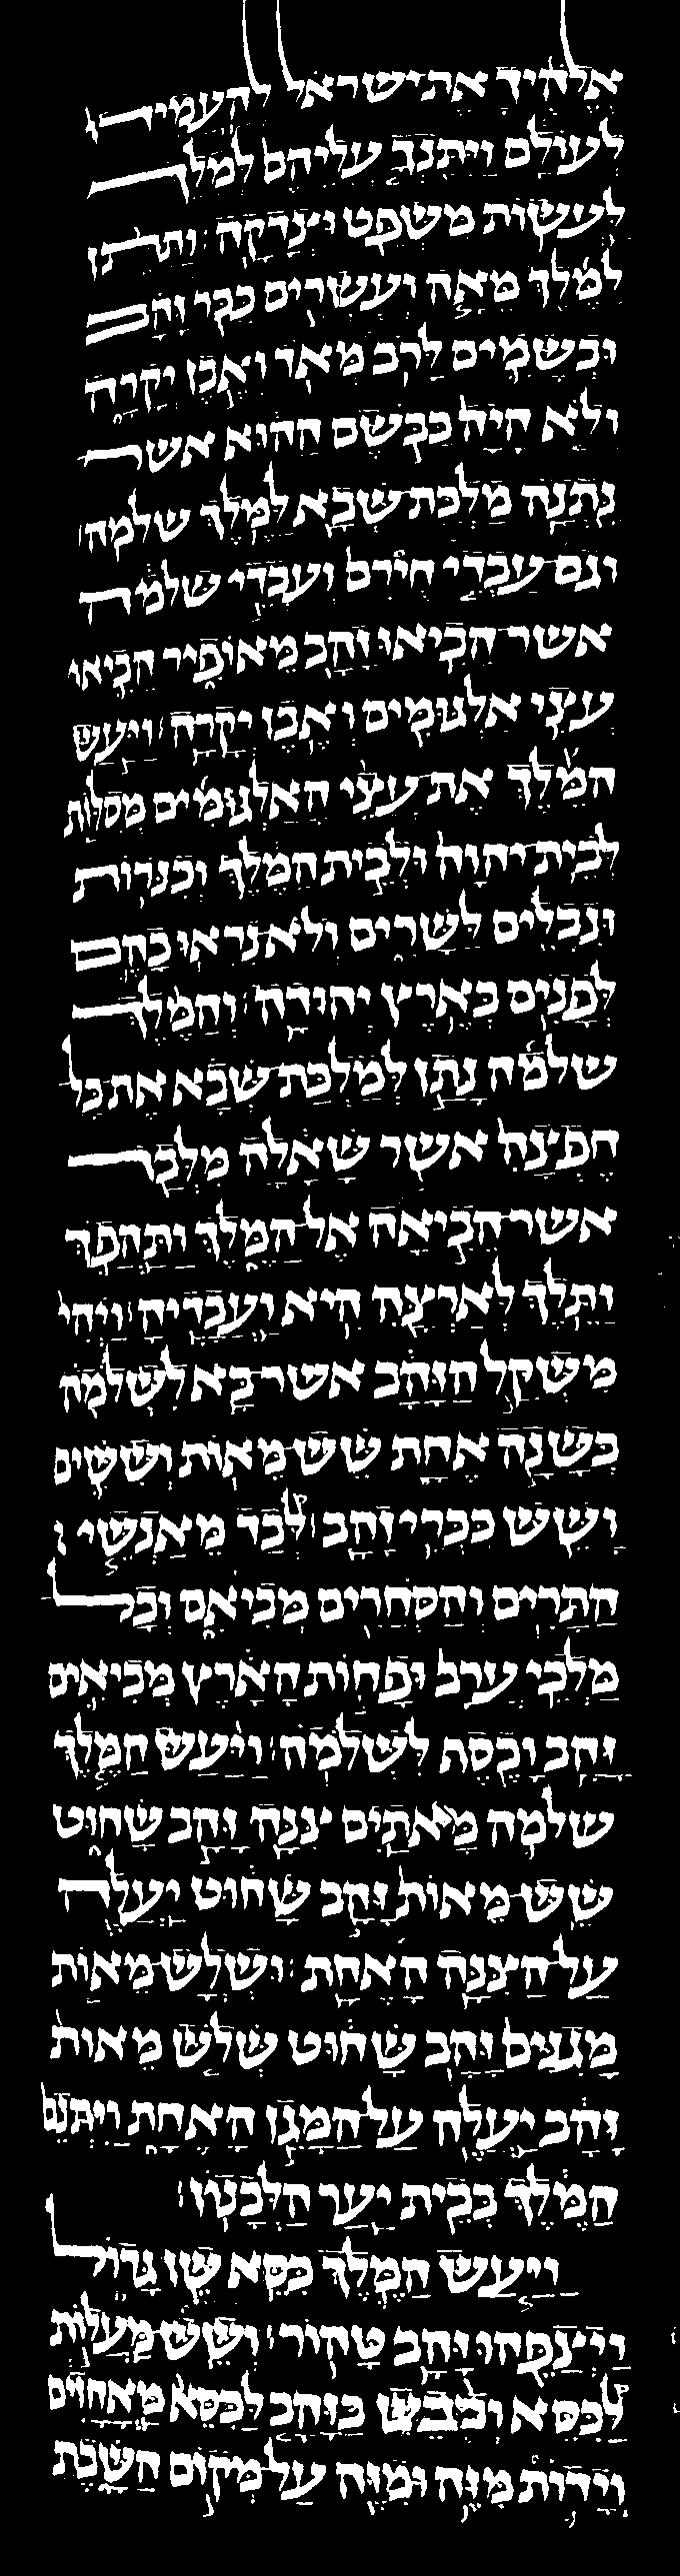 אלהיך את ישראל להעמידו
לעולם ויתנך עליהם למלך
לעשות משפט וצדקה ׃ ותתן
למלך מאה ועשרים ככר זהב
ובשמים לרב מאד ואבן יקרה
ולא היה כבשם ההוא אשר
נתנה מלכת שבא למלך שלמה ׃
וגם עבדי חירם ועבדי שלמה
אשר הביאו זהב מאופיר הביאו
עצי אלגומים ואבן יקרה ׃ ויעש
המלך את עצי האלגומים מסלות
לבית יהוה ולבית המלך וכנרות
ונבלים לשרים ולא נראו כהם
לפנים בארץ יהודה ׃ והמלך
שלמה נתן למלכת שבא את כל
חפצה אשר שאלה מלבד
אשר הביאה אל המלך ותהפך
ותלך לארצה היא ועבדיה ׃ ויהי
משקל הזהב אשר בא לשלמה
בשנה אחת שש מאות וששים
ושש ככרי זהב ׃ לבד מאנשי
התרים והסחרים מביאם וכל
מלכי ערב ופחות הארץ מביאים
זהב וכסף לשלמה ׃ ויעש המלך
שלמה מאתים צנה זהב שחוט
שש מאות זהב שחוט יעלה
על הצנה האחת ׃ ושלש מאות
מגנים זהב שחוט שלש מאות
זהב יעלה על המגן האחת ויתנם
המלך בבית יער הלבנון ׃
ויעש המלך כסא שן גדול
ויצפהו זהב טהור ׃ ושש מעלות
לכסא וכבש בזהב לכסא מאחזים
וידות מזה ומזה על מקום השבת